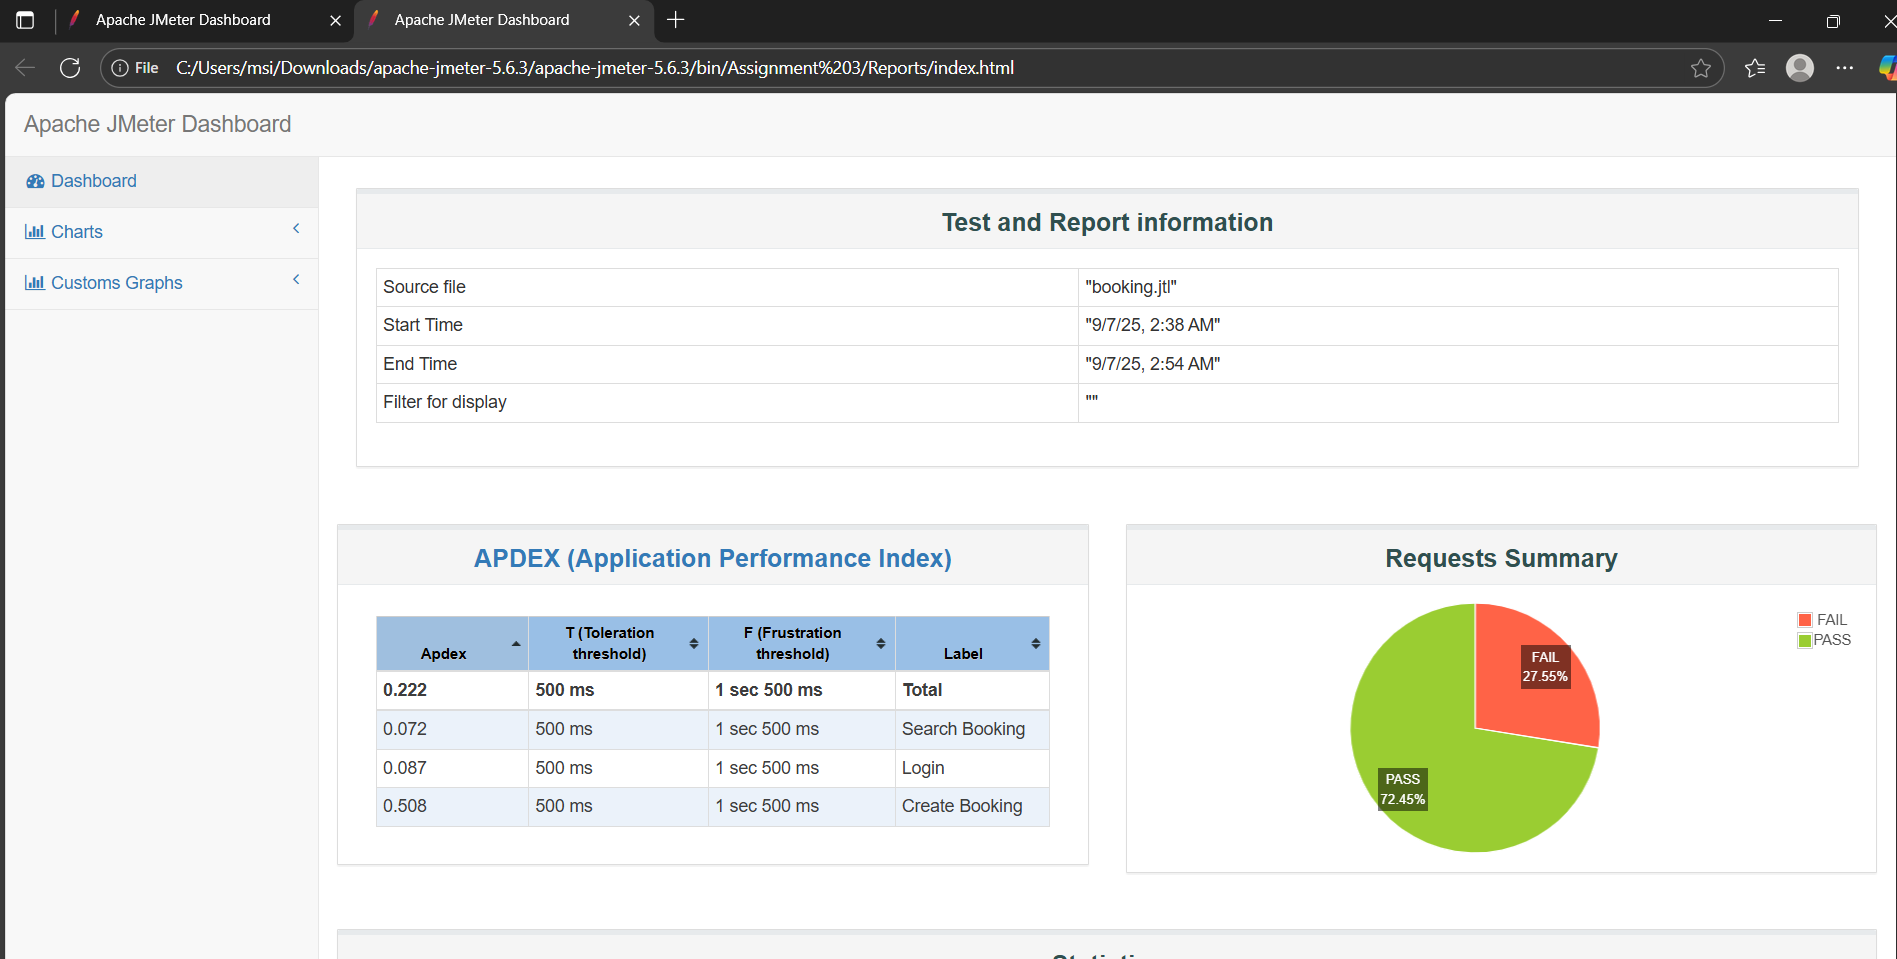 Apache JMeter Dashboard
Apache JMeter Dashboard
File C:/Users/msi/Downloads/apache-jmeter-5.6.3/apache-jmeter-5.6.3/bin/Assignment%203/Reports/index.html
Apache JMeter Dashboard
Dashboard
Charts
Customs Graphs
Test and Report information
Source file "booking.jtl"
Start Time "9/7/25, 2:38 AM"
End Time "9/7/25, 2:54 AM"
Filter for display ""
APDEX (Application Performance Index)
Apdex T (Toleration threshold) F (Frustration threshold) Label
0.222 500 ms 1 sec 500 ms Total
0.072 500 ms 1 sec 500 ms Search Booking
0.087 500 ms 1 sec 500 ms Login
0.508 500 ms 1 sec 500 ms Create Booking
Requests Summary
FAIL
PASS
FAIL
27.55%
PASS
72.45%